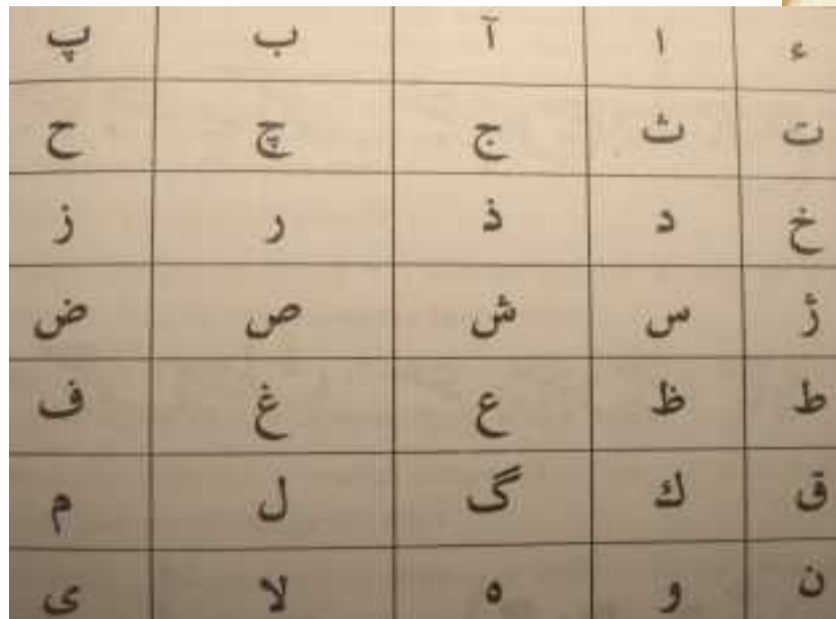 ء ا آ ب پ
ت ث ج چ ح
خ د ذ ر ز
ژ س ش ص ض
ط ظ ع غ ف
ق ك گ ل م
ن و ه لا ی